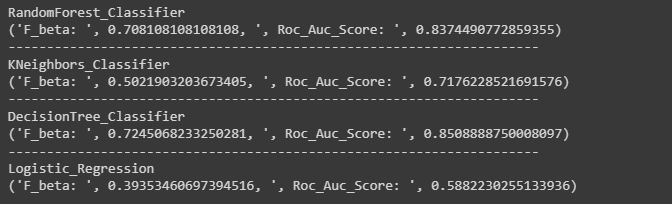 RandomForest_Classifier
('F_beta: ', 0.708108108108108, ', Roc_Auc_Score: ', 0.8374490772859355)
---------------------------------------------------------------------
KNeighbors_Classifier
('F_beta: ', 0.5021903203673405, ', Roc_Auc_Score: ', 0.7176228521691576)
---------------------------------------------------------------------
DecisionTree_Classifier
('F_beta: ', 0.7245068233250281, ', Roc_Auc_Score: ', 0.8508888750008097)
---------------------------------------------------------------------
Logistic_Regression
('F_beta: ', 0.39353460697394516, ', Roc_Auc_Score: ', 0.5882230255133936)